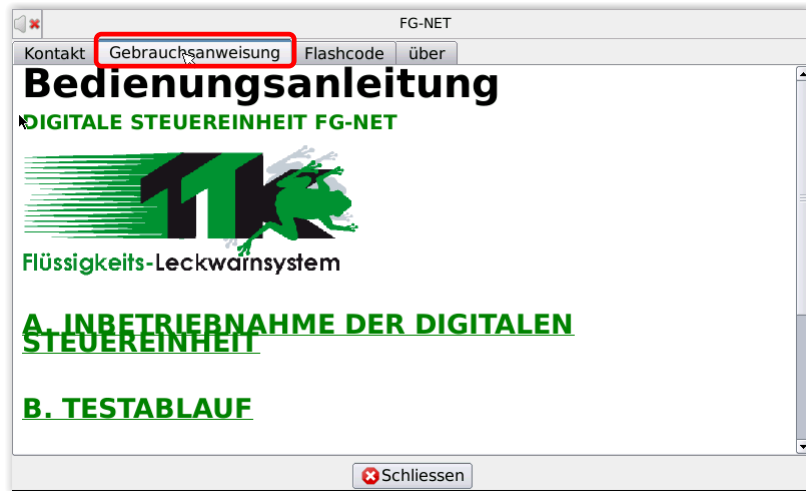 FG-NET
Kontakt Gebrauchsanweisung Flashcode über
Bedienungsanleitung
DIGITALE STEUEREINHEIT FG-NET
TTK
Flüssigkeits-Leckwarnsystem
A. INBETRIEBNAHME DER DIGITALEN
STEUEREINHEIT
B. TESTABLAUF
Schliessen